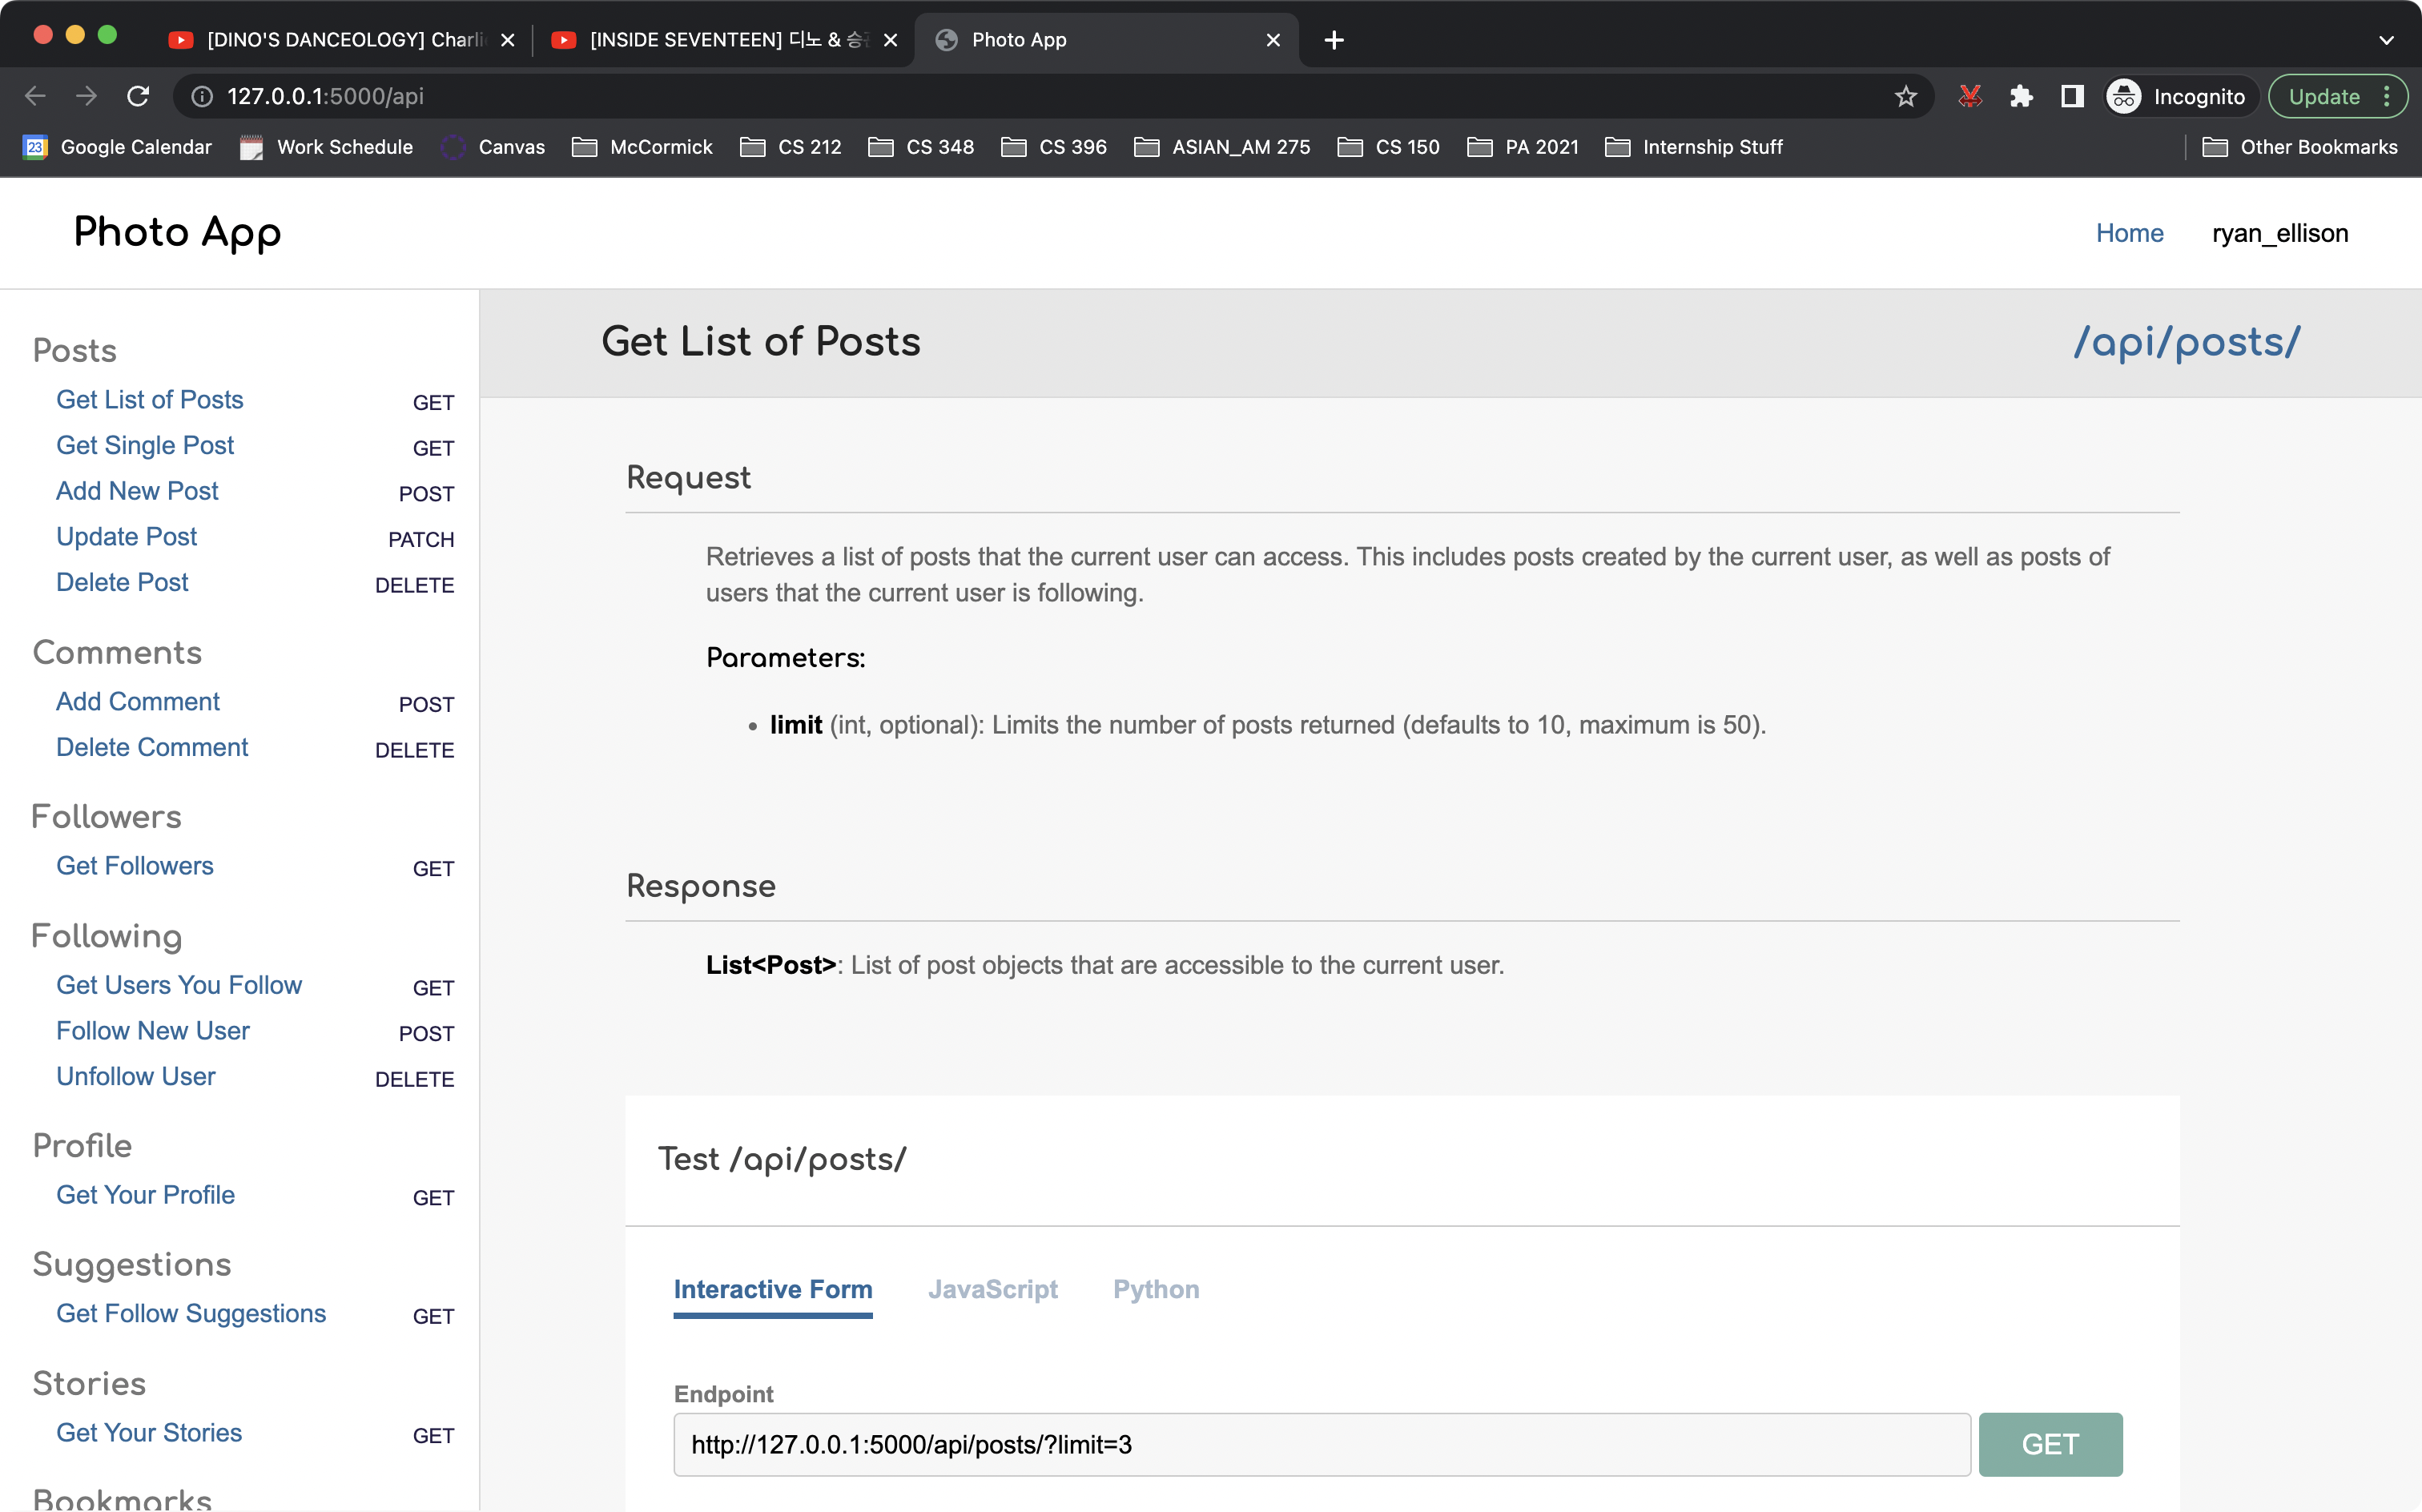 [DINO'S DANCEOLOGY] Charli
[INSIDE SEVENTEEN] 디노 & 승
Photo App
127.0.0.1:5000/api
Incognito
Update
23
Google Calendar
Work Schedule
Canvas
McCormick
CS 212
CS 348
CS 396
ASIAN_AM 275
CS 150
PA 2021
Internship Stuff
Other Bookmarks
Photo App
Home
ryan_ellison
Posts
Get List of Posts GET
Get Single Post GET
Add New Post POST
Update Post PATCH
Delete Post DELETE
Comments
Add Comment POST
Delete Comment DELETE
Followers
Get Followers GET
Following
Get Users You Follow GET
Follow New User POST
Unfollow User DELETE
Profile
Get Your Profile GET
Suggestions
Get Follow Suggestions GET
Stories
Get Your Stories GET
Bookmarks
Get List of Posts
/api/posts/
Request
Retrieves a list of posts that the current user can access. This includes posts created by the current user, as well as posts of
users that the current user is following.
Parameters:
• limit (int, optional): Limits the number of posts returned (defaults to 10, maximum is 50).
Response
List<Post>: List of post objects that are accessible to the current user.
Test /api/posts/
Interactive Form
JavaScript
Python
Endpoint
http://127.0.0.1:5000/api/posts/?limit=3
GET